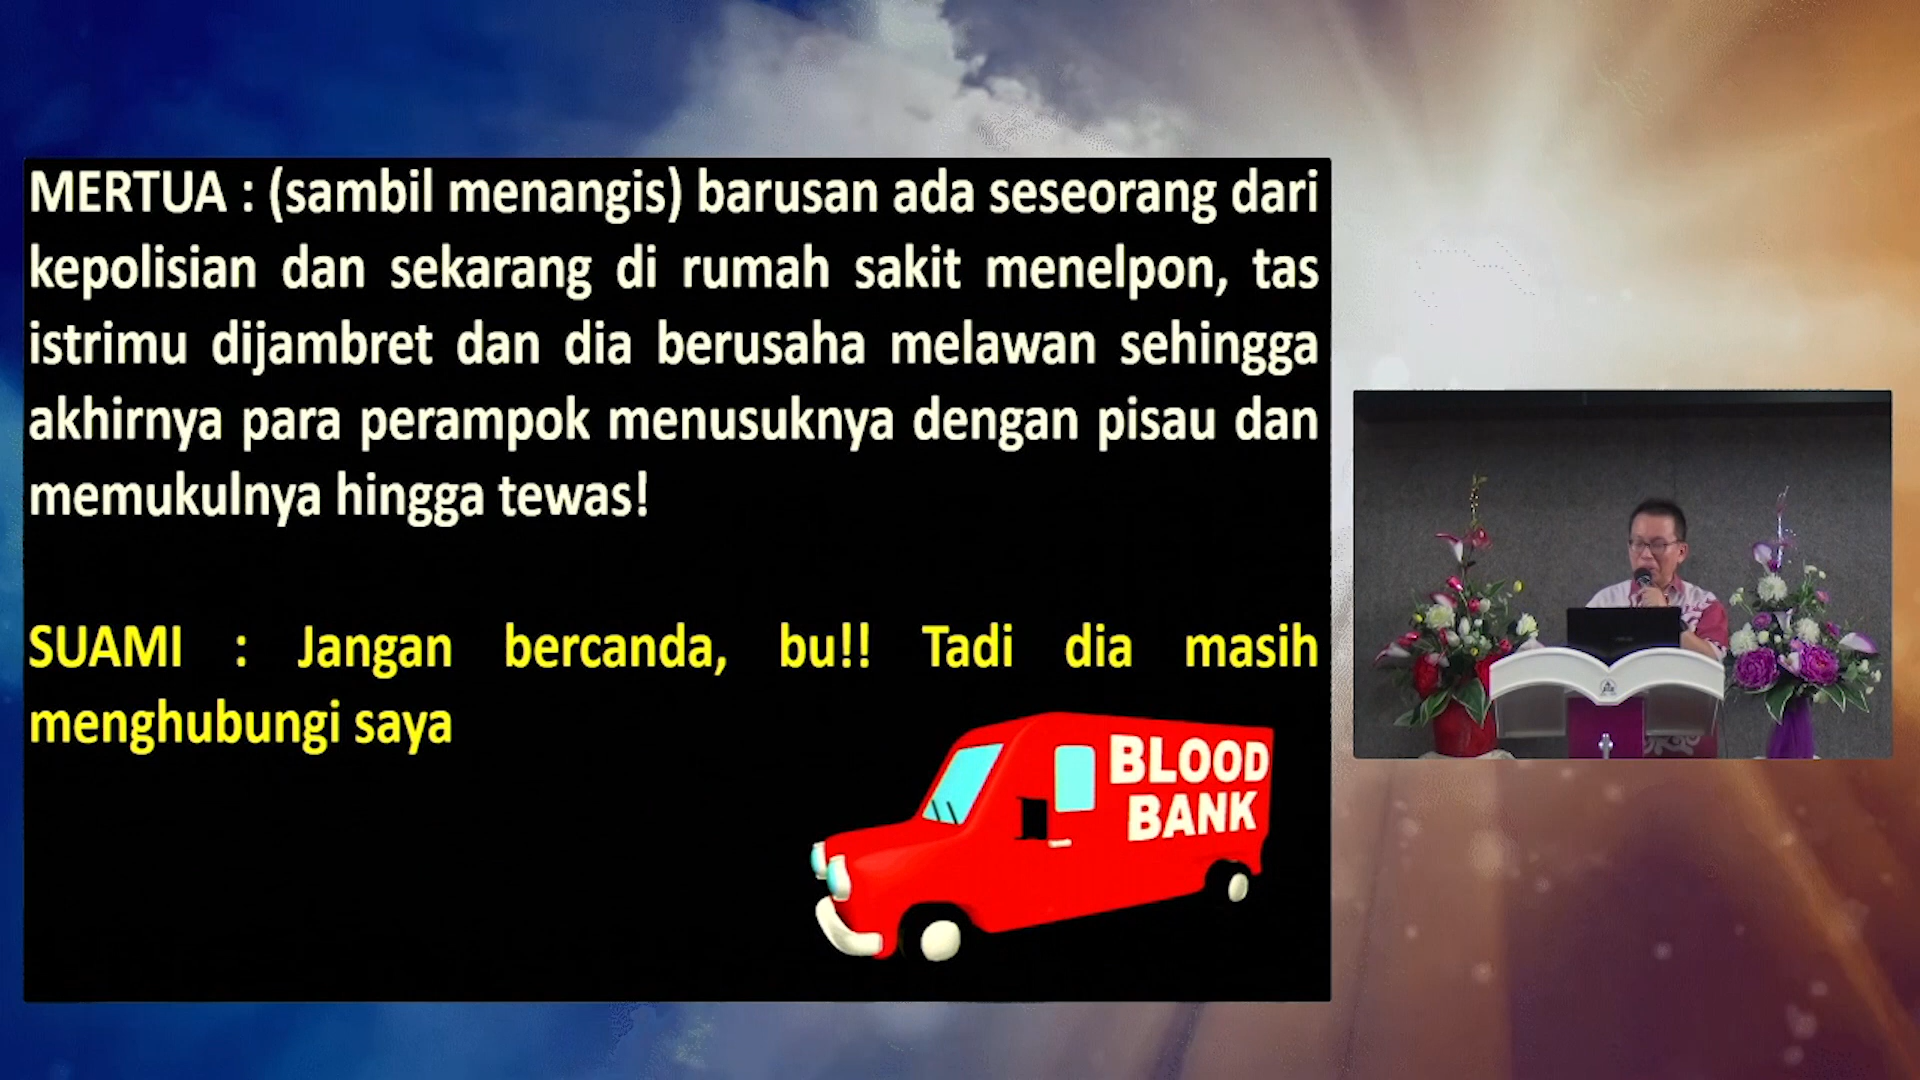 MERTUA : (sambil menangis) barusan ada seseorang dari
kepolisian dan sekarang di rumah sakit menelpon, tas
istrimu dijambret dan dia berusaha melawan sehingga
akhirnya para perampok menusuknya dengan pisau dan
memukulnya hingga tewas!
SUAMI : Jangan bercanda, bu!! Tadi dia masih
menghubungi saya
BLOOD
BANK